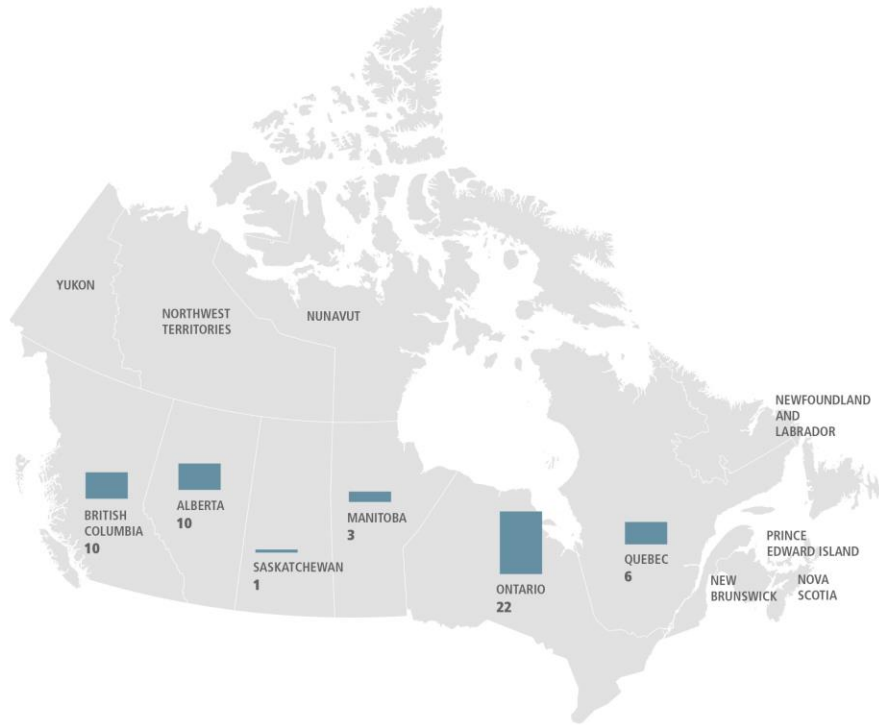 YUKON
NORTHWEST
TERRITORIES
NUNAVUT
NEWFOUNDLAND
AND
LABRADOR
BRITISH
COLUMBIA
10
ALBERTA
10
SASKATCHEWAN
1
MANITOBA
3
ONTARIO
22
QUEBEC
6
PRINCE
EDWARD ISLAND
NEW
BRUNSWICK
NOVA
SCOTIA